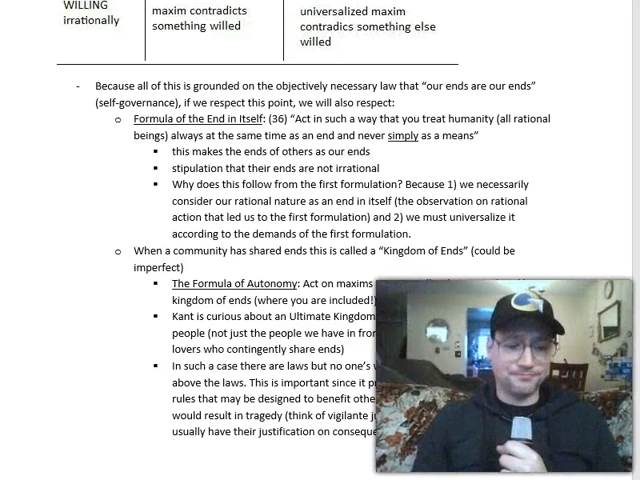 WILLING
irrationally
maxim contradicts
something willed
universalized maxim
contradics something else
willed
- Because all of this is grounded on the objectively necessary law that “our ends are our ends”
(self-governance), if we respect this point, we will also respect:
o Formula of the End in Itself: (36) “Act in such a way that you treat humanity (all rational
beings) always at the same time as an end and never simply as a means”
▪ this makes the ends of others as our ends
▪ stipulation that their ends are not irrational
▪ Why does this follow from the first formulation? Because 1) we necessarily
consider our rational nature as an end in itself (the observation on rational
action that led us to the first formulation) and 2) we must universalize it
according to the demands of the first formulation.
o When a community has shared ends this is called a “Kingdom of Ends” (could be
imperfect)
▪ The Formula of Autonomy: Act on maxims
kingdom of ends (where you are included!)
▪ Kant is curious about an Ultimate Kingdom
people (not just the people we have in
lovers who contingently share ends)
▪ In such a case there are laws but no one's
above the laws. This is important since it
rules that may be designed to benefit
would result in tragedy (think of vigilante
usually have their justification on
G